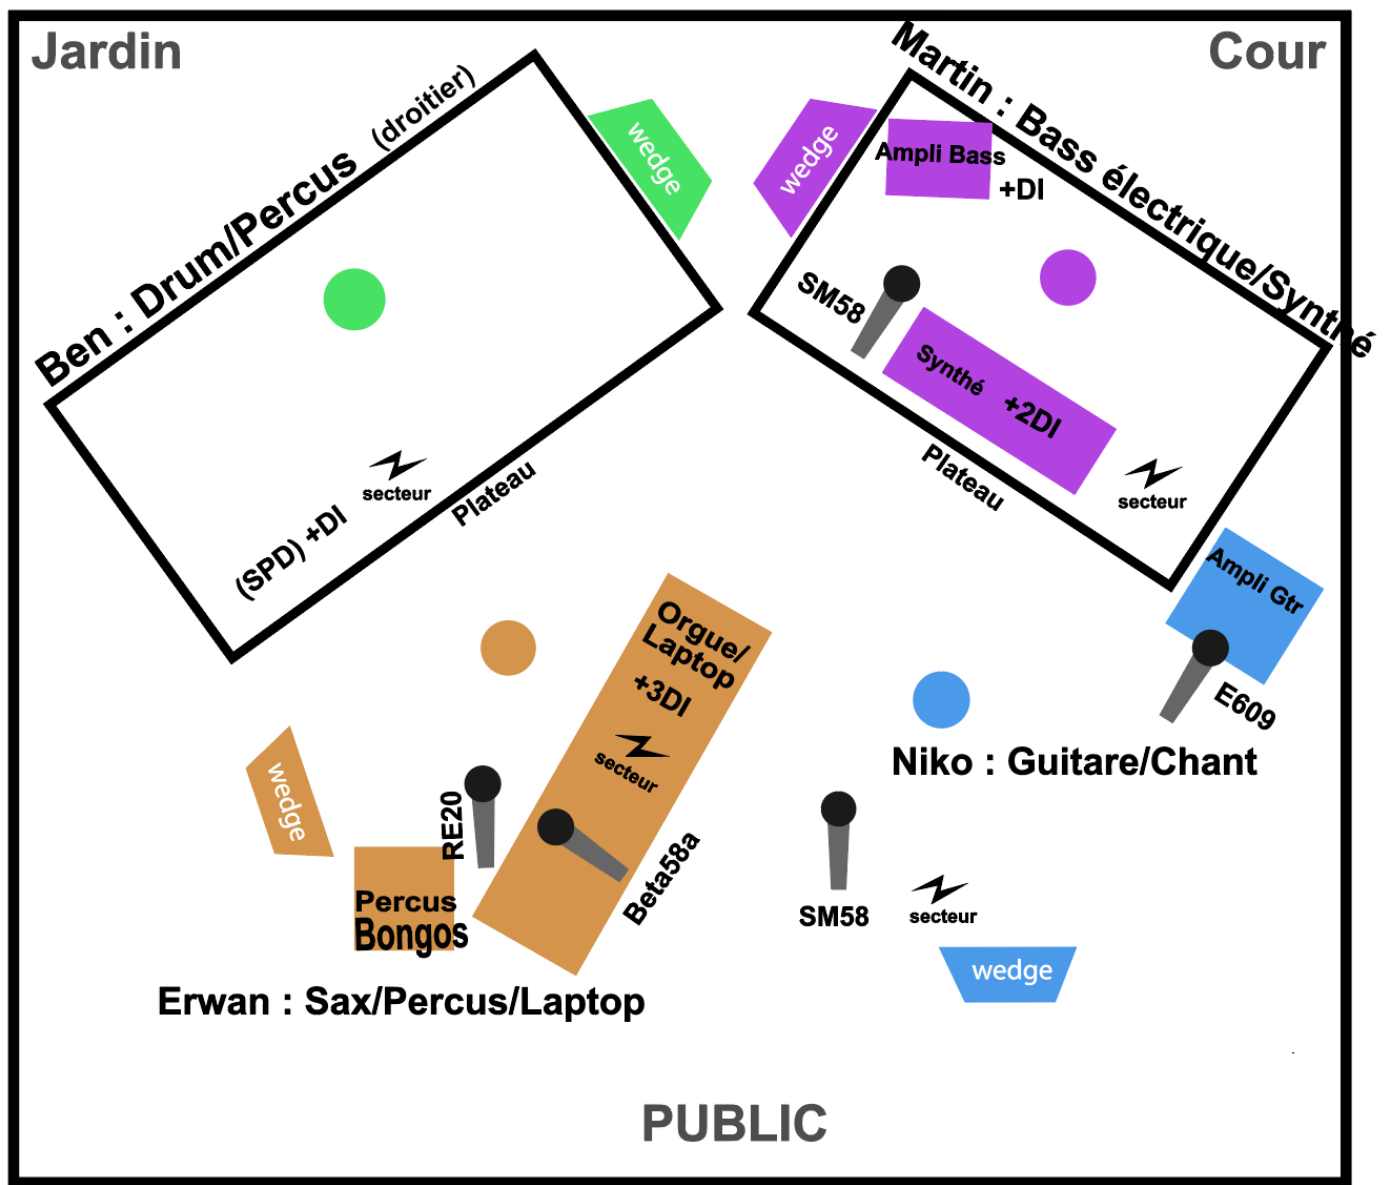 Jardin
Cour
Ben : Drum/Percus (droitier)
wedge
(SPD) +DI
secteur
Plateau
Martin : Bass électrique/Synthé
wedge
Ampli Bass
+DI
SM58
Synthé +2DI
secteur
Plateau
Ampli Gtr
E609
Niko : Guitare/Chant
SM58
secteur
wedge
Orgue/
Laptop
+3DI
secteur
RE20
Beta58a
wedge
Percus
Bongos
Erwan : Sax/Percus/Laptop
PUBLIC